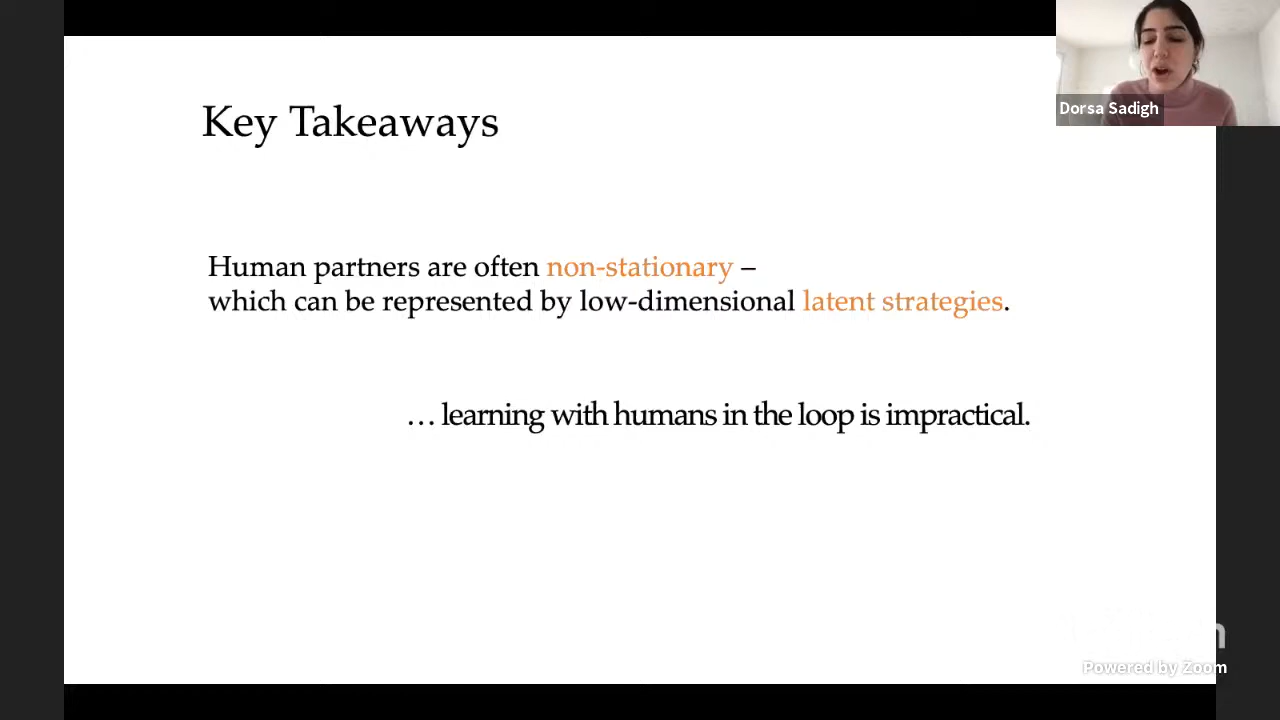 Dorsa Sadigh
Key Takeaways
Human partners are often non-stationary –
which can be represented by low-dimensional latent strategies.
… learning with humans in the loop is impractical.
Powered by Zoom